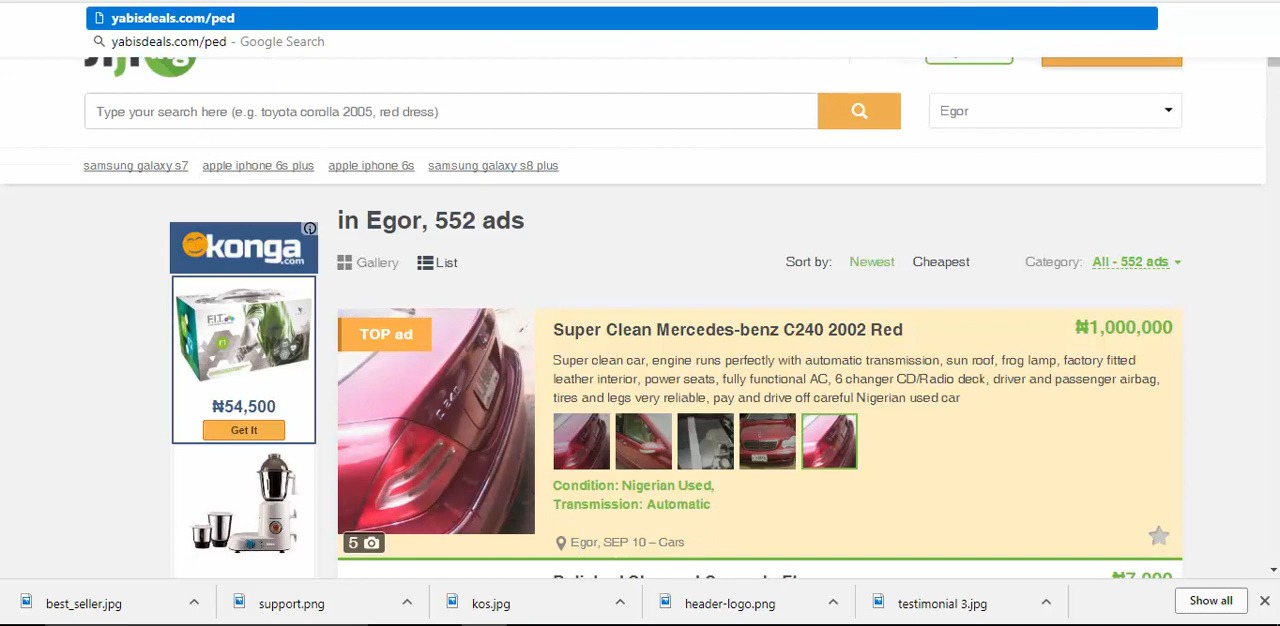 yabisdeals.com/ped
yabisdeals.com/ped - Google Search
Type your search here (e.g. toyota corolla 2005, red dress)
Egor
samsung galaxy s7 apple iphone 6s plus apple iphone 6s samsung galaxy s8 plus
in Egor, 552 ads
Gallery List
Sort by: Newest Cheapest Category: All - 552 ads
konga.com
F.I.T.
₦54,500
Get It
TOP ad
Super Clean Mercedes-benz C240 2002 Red ₦1,000,000
Super clean car, engine runs perfectly with automatic transmission, sun roof, frog lamp, factory fitted
leather interior, power seats, fully functional AC, 6 changer CD/Radio deck, driver and passenger airbag,
tires and legs very reliable, pay and drive off careful Nigerian used car
C 240
Condition: Nigerian Used,
Transmission: Automatic
5
Egor, SEP 10 – Cars
₦7,000
best_seller.jpg support.png kos.jpg header-logo.png testimonial 3.jpg Show all